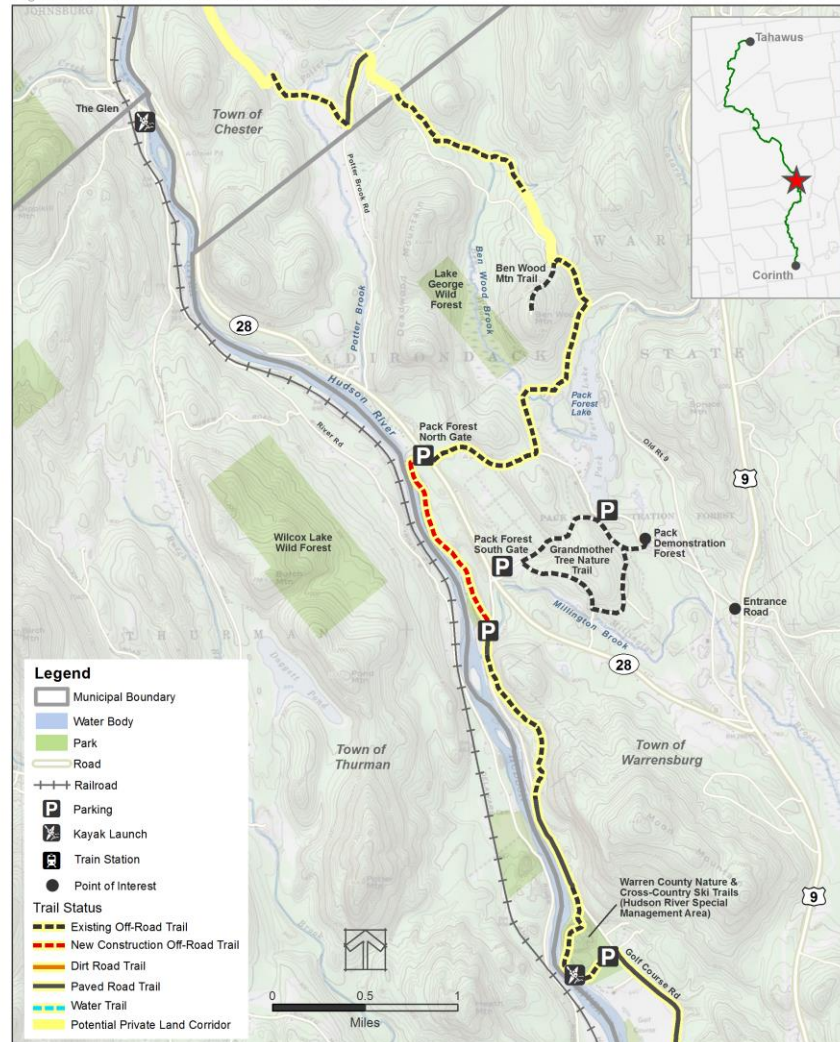 JOHNSBURG
Tahawus
Corinth
The Glen
Town of
Chester
Potter Brook Rd
28
Lake
George
Wild
Forest
Ben Wood Brook
Ben Wood
Mtn Trail
WAR
Potter Brook
ADIRONDACK STATE
Hudson River
River Rd
Pack
Forest
Lake
Pack Forest
North Gate
P
Old Rt 9
9
Wilcox Lake
Wild Forest
Pack Forest
South Gate
P
P
Grandmother
Tree Nature
Trail
Pack
Demonstration
Forest
Entrance
Road
Millington Brook
P
28
THURMAN
Daggett Pond
Town of
Thurman
Town of
Warrensburg
9
Warren County Nature &
Cross-Country Ski Trails
(Hudson River Special
Management Area)
P
Golf Course Rd
Golf
Course
Legend
Municipal Boundary
Water Body
Park
Road
Railroad
P Parking
Kayak Launch
Train Station
Point of Interest
Trail Status
Existing Off-Road Trail
New Construction Off-Road Trail
Dirt Road Trail
Paved Road Trail
Water Trail
Potential Private Land Corridor
0 0.5 1
Miles